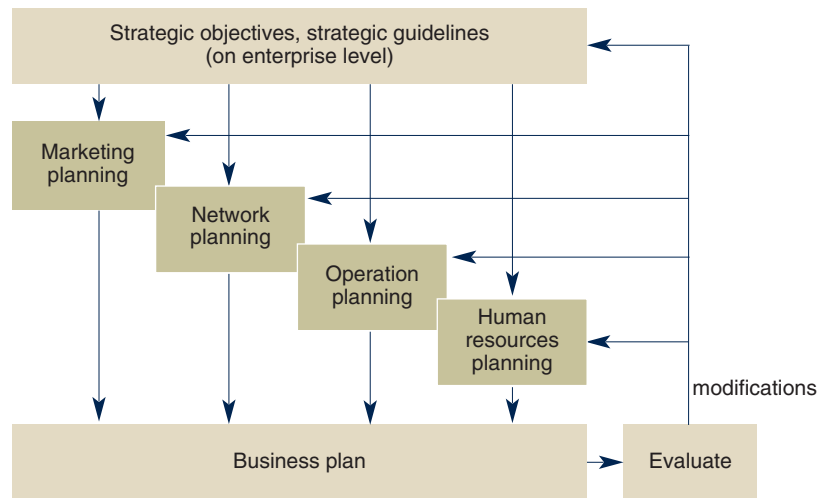 Strategic objectives, strategic guidelines
(on enterprise level)
Marketing
planning
Network
planning
Operation
planning
Human
resources
planning
modifications
Business plan
Evaluate